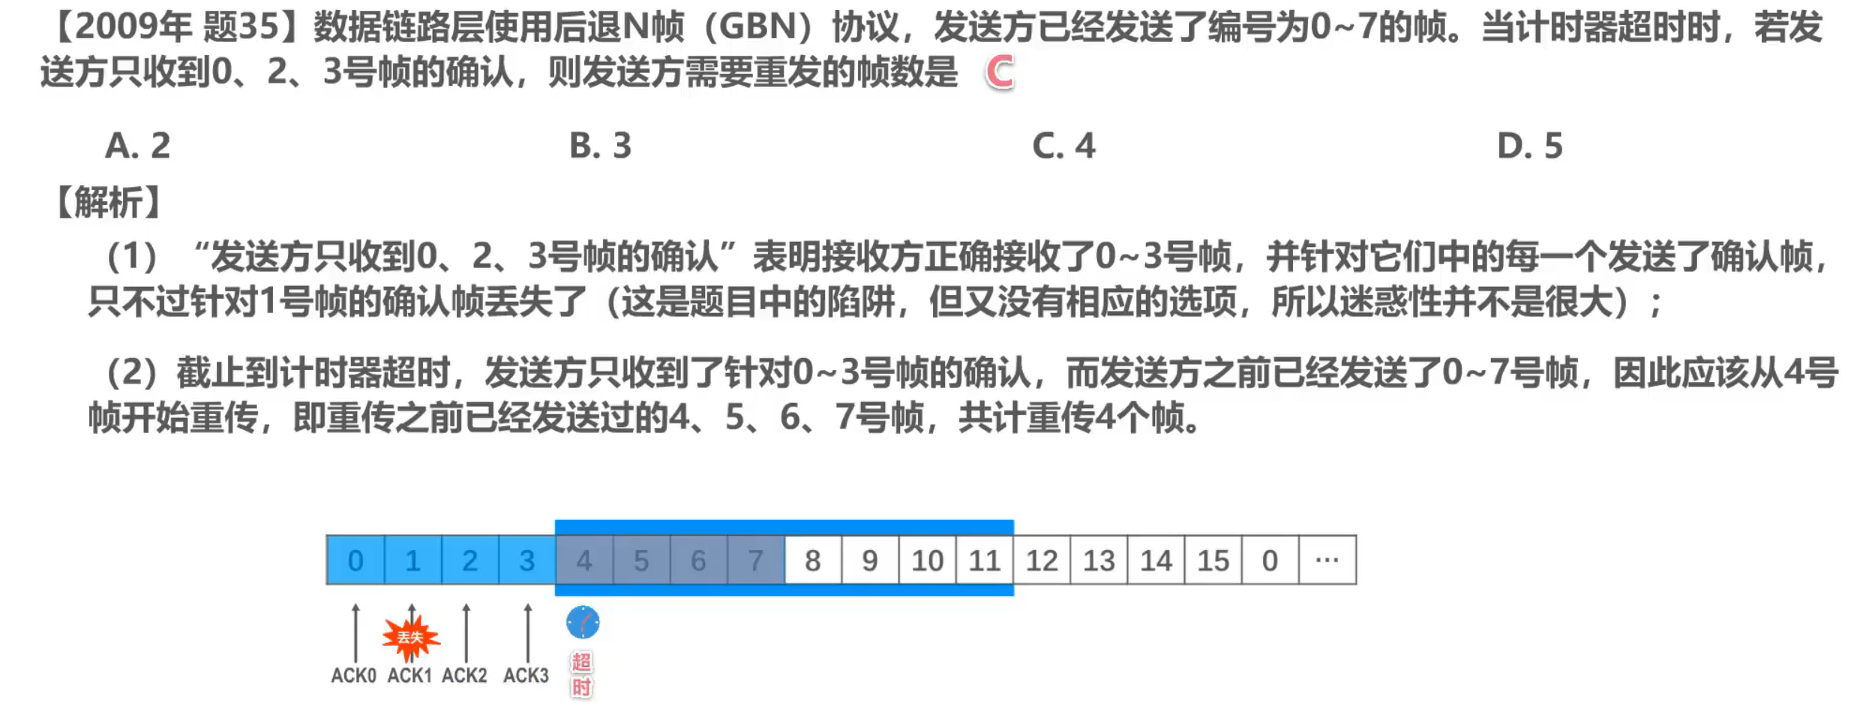 【2009年 题35】数据链路层使用后退N帧（GBN）协议，发送方已经发送了编号为0~7的帧。当计时器超时时，若发
送方只收到0、2、3号帧的确认，则发送方需要重发的帧数是 C
A. 2 B. 3 C. 4 D. 5
【解析】
（1）“发送方只收到0、2、3号帧的确认”表明接收方正确接收了0~3号帧，并针对它们中的每一个发送了确认帧，
只不过针对1号帧的确认帧丢失了（这是题目中的陷阱，但又没有相应的选项，所以迷惑性并不是很大）；
（2）截止到计时器超时，发送方只收到了针对0~3号帧的确认，而发送方之前已经发送了0~7号帧，因此应该从4号
帧开始重传，即重传之前已经发送过的4、5、6、7号帧，共计重传4个帧。
0 1 2 3 4 5 6 7 8 9 10 11 12 13 14 15 0 ···
丢失
ACK0 ACK1 ACK2 ACK3
超
时